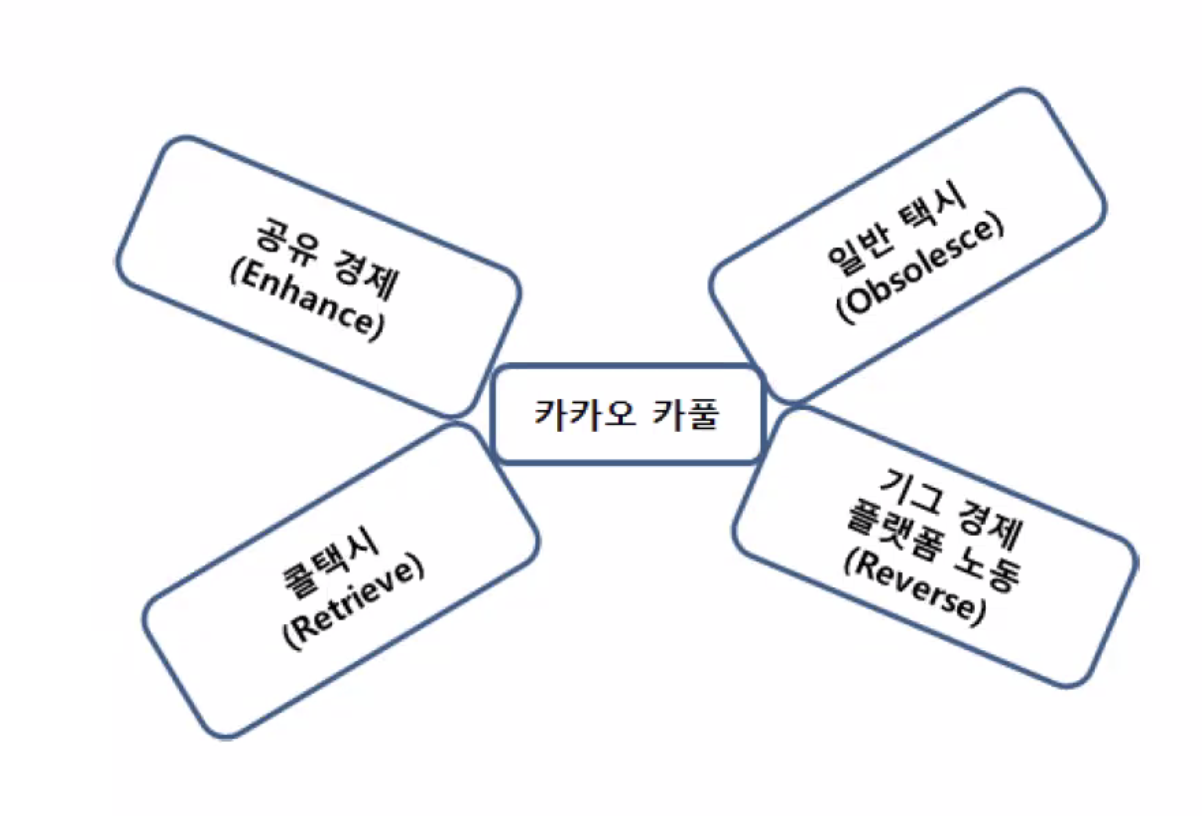 공유 경제
(Enhance)
일반 택시
(Obsolesce)
카카오 카풀
콜택시
(Retrieve)
기그 경제
플랫폼 노동
(Reverse)